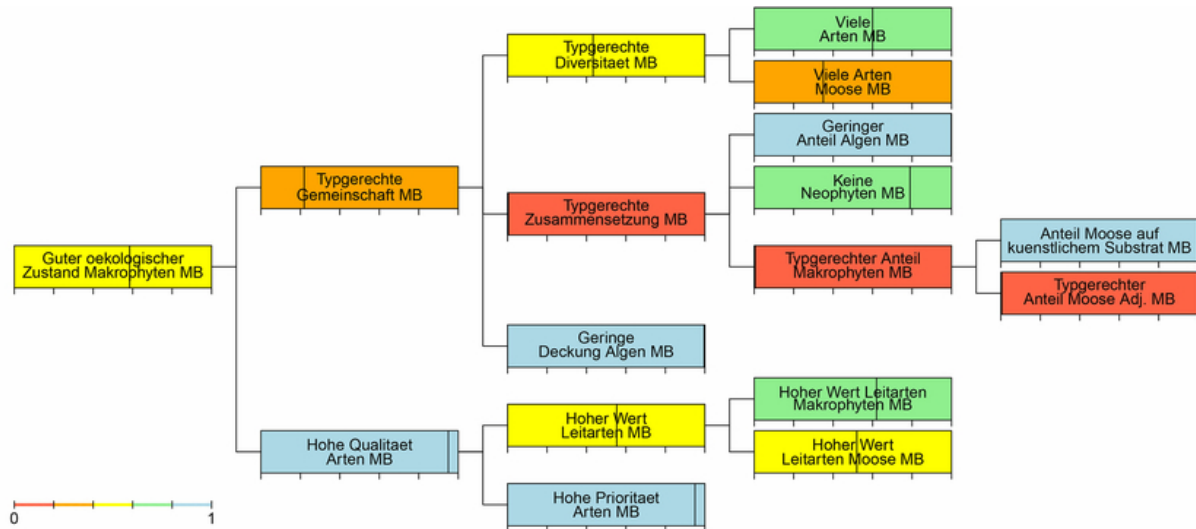 Guter oekologischer
Zustand Makrophyten MB
Typgerechte
Gemeinschaft MB
Typgerechte
Diversitaet MB
Viele
Arten MB
Viele Arten
Moose MB
Typgerechte
Zusammensetzung MB
Geringer
Anteil Algen MB
Keine
Neophyten MB
Typgerechter Anteil
Makrophyten MB
Anteil Moose auf
kuenstlichem Substrat MB
Typgerechter
Anteil Moose Adj. MB
Geringe
Deckung Algen MB
Hohe Qualitaet
Arten MB
Hoher Wert
Leitarten MB
Hoher Wert Leitarten
Makrophyten MB
Hoher Wert
Leitarten Moose MB
Hohe Prioritaet
Arten MB
0 1